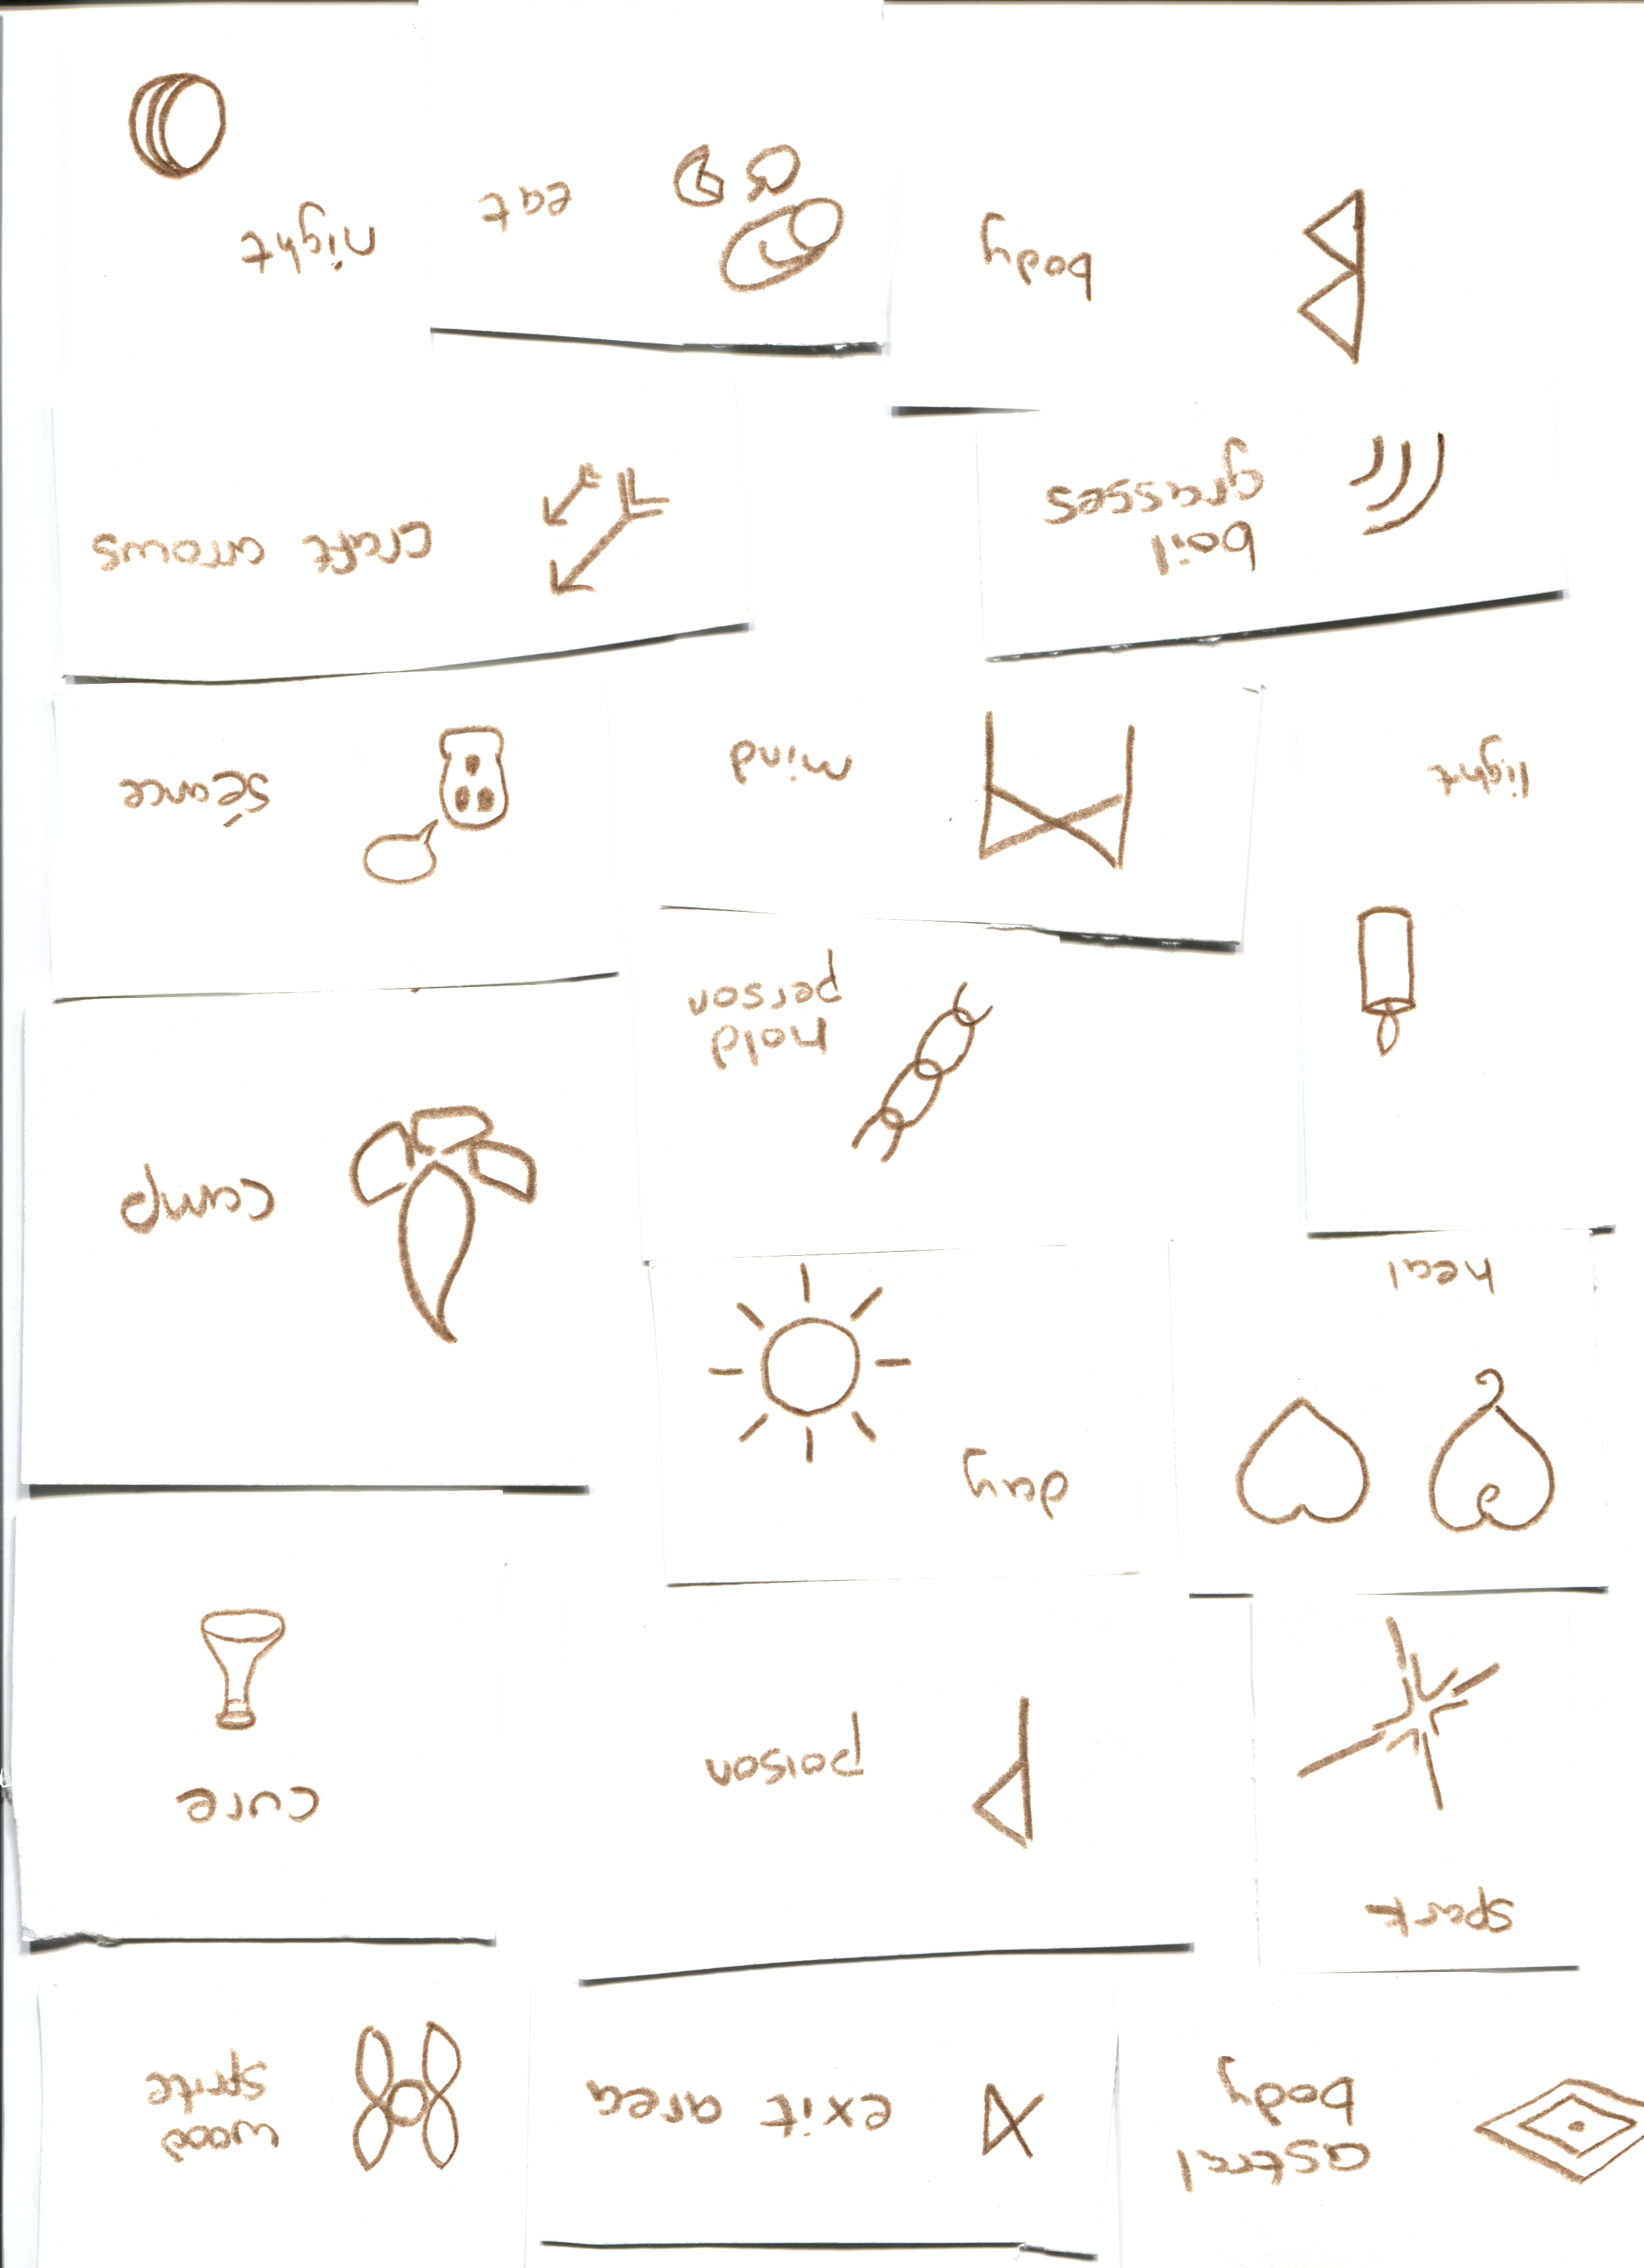 astral
body
exit area
wood
sprite
spark
poison
cure
heal
day
camp
light
hold
person
mind
séance
boil
grasses
craft arrows
body
eat
night